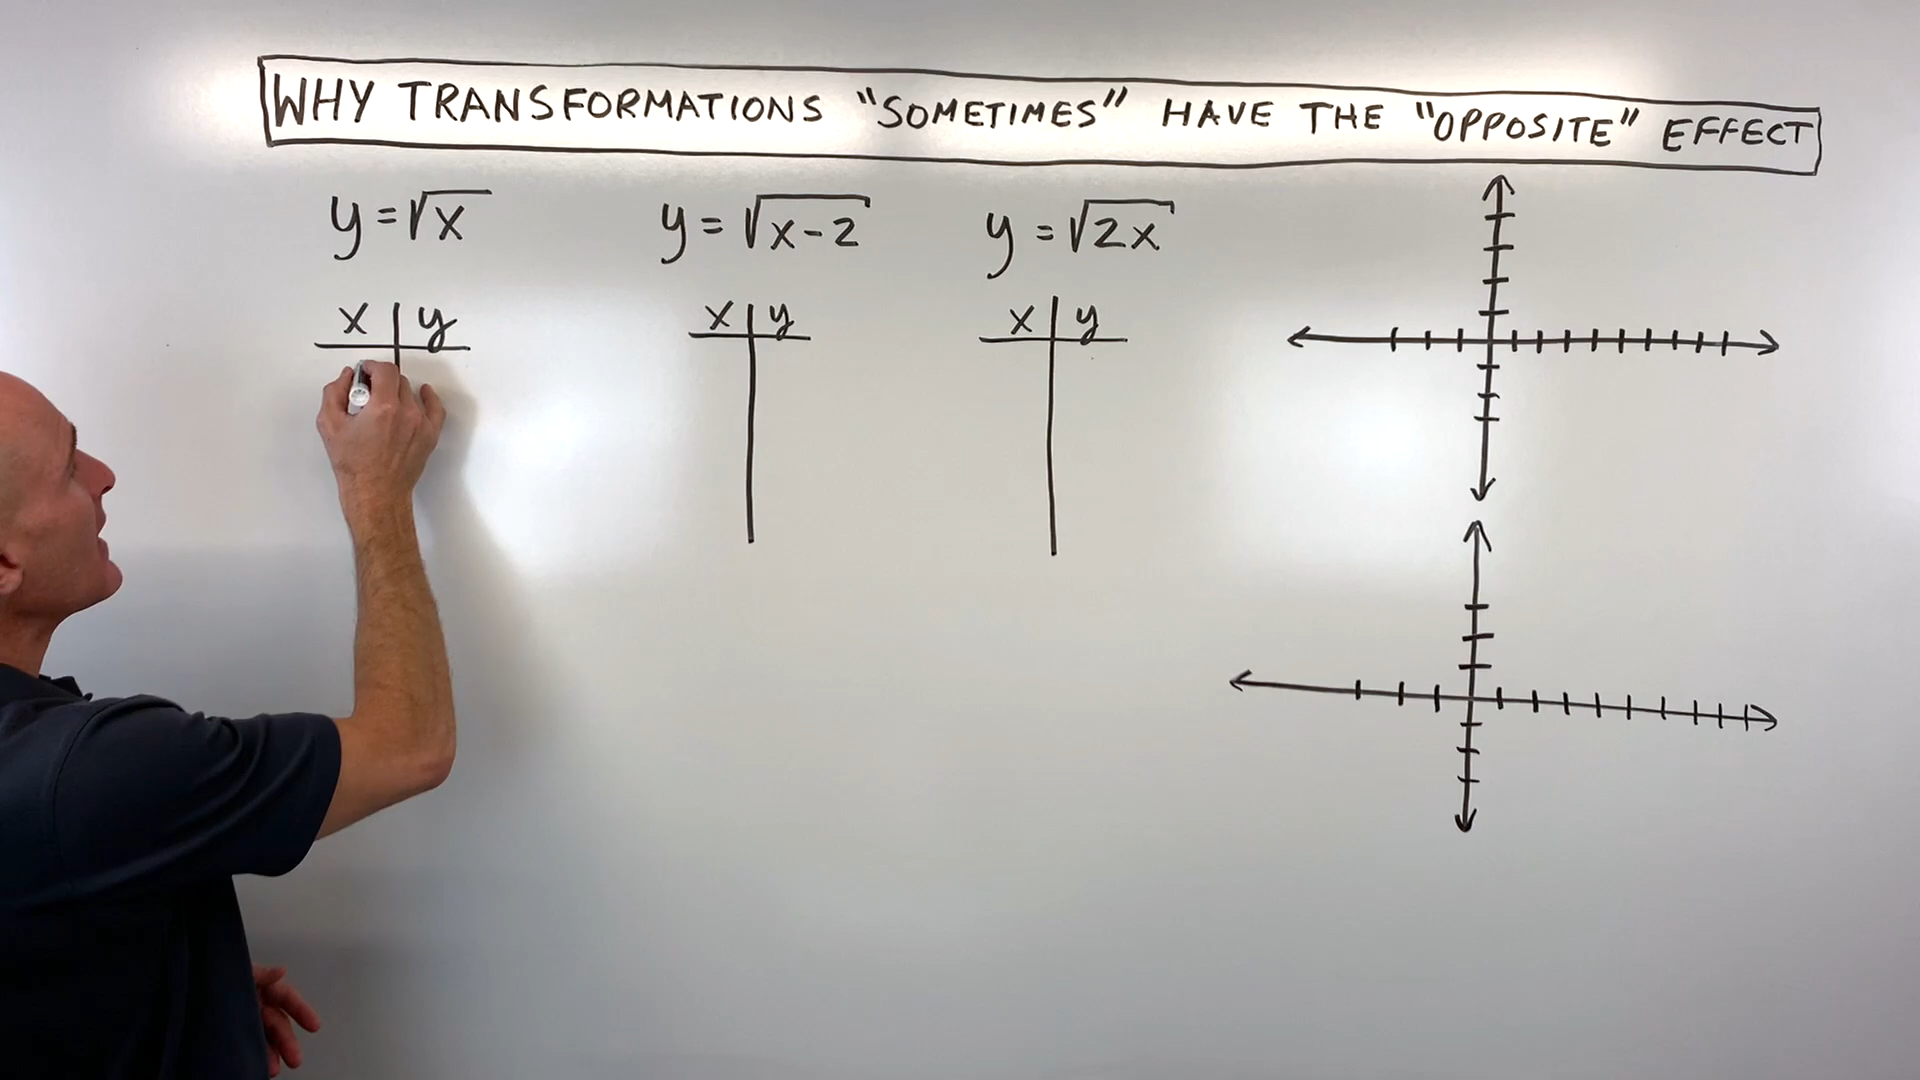 WHY TRANSFORMATIONS "SOMETIMES" HAVE THE "OPPOSITE" EFFECT
y=√x
y=√x-2
y=√2x
x y
x y
x y